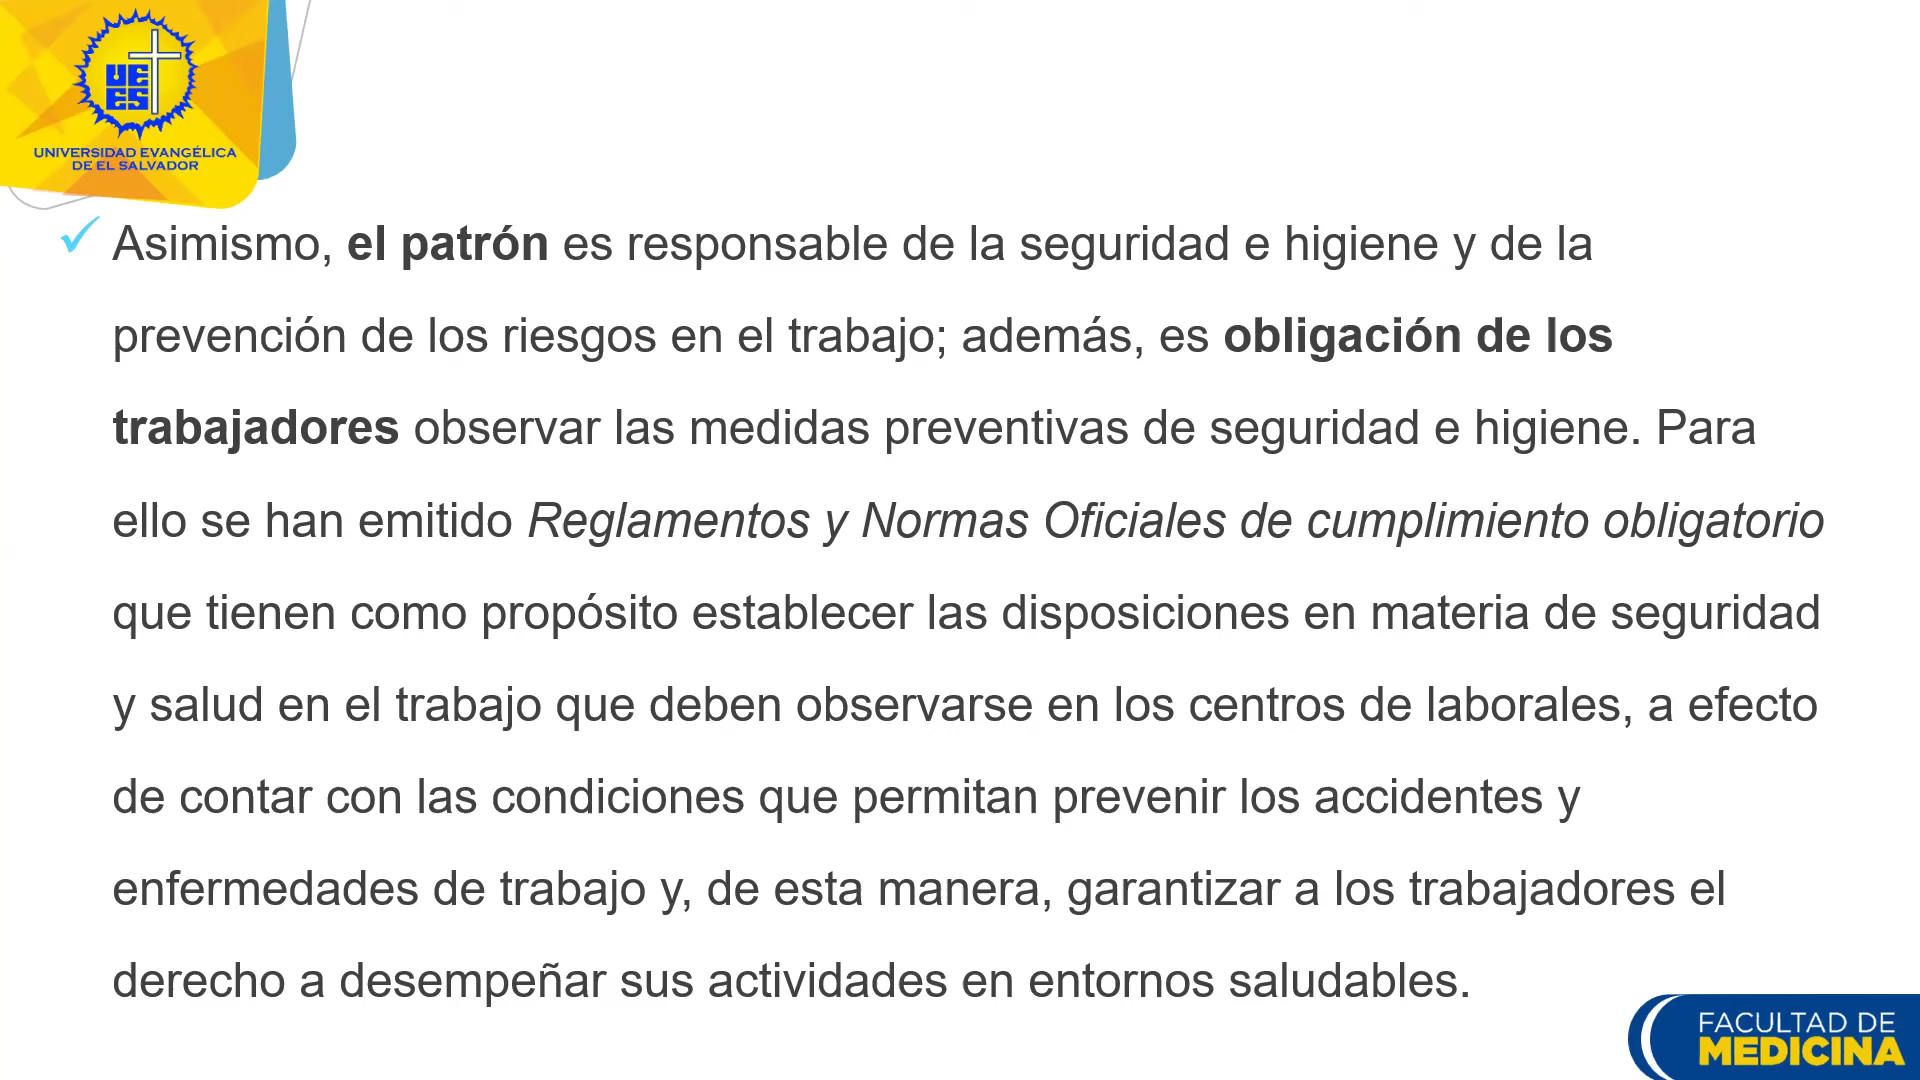 UE
ES
UNIVERSIDAD EVANGÉLICA
DE EL SALVADOR
Asimismo, el patrón es responsable de la seguridad e higiene y de la
prevención de los riesgos en el trabajo; además, es obligación de los
trabajadores observar las medidas preventivas de seguridad e higiene. Para
ello se han emitido Reglamentos y Normas Oficiales de cumplimiento obligatorio
que tienen como propósito establecer las disposiciones en materia de seguridad
y salud en el trabajo que deben observarse en los centros de laborales, a efecto
de contar con las condiciones que permitan prevenir los accidentes y
enfermedades de trabajo y, de esta manera, garantizar a los trabajadores el
derecho a desempeñar sus actividades en entornos saludables.
FACULTAD DE
MEDICINA